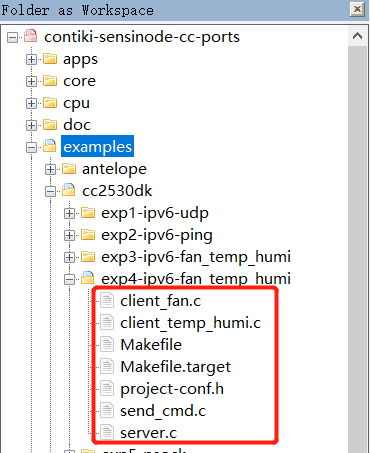 Folder as Workspace
contiki-sensinode-cc-ports
apps
core
cpu
doc
examples
antelope
cc2530dk
exp1-ipv6-udp
exp2-ipv6-ping
exp3-ipv6-fan_temp_humi
exp4-ipv6-fan_temp_humi
client_fan.c
client_temp_humi.c
Makefile
Makefile.target
project-conf.h
send_cmd.c
server.c